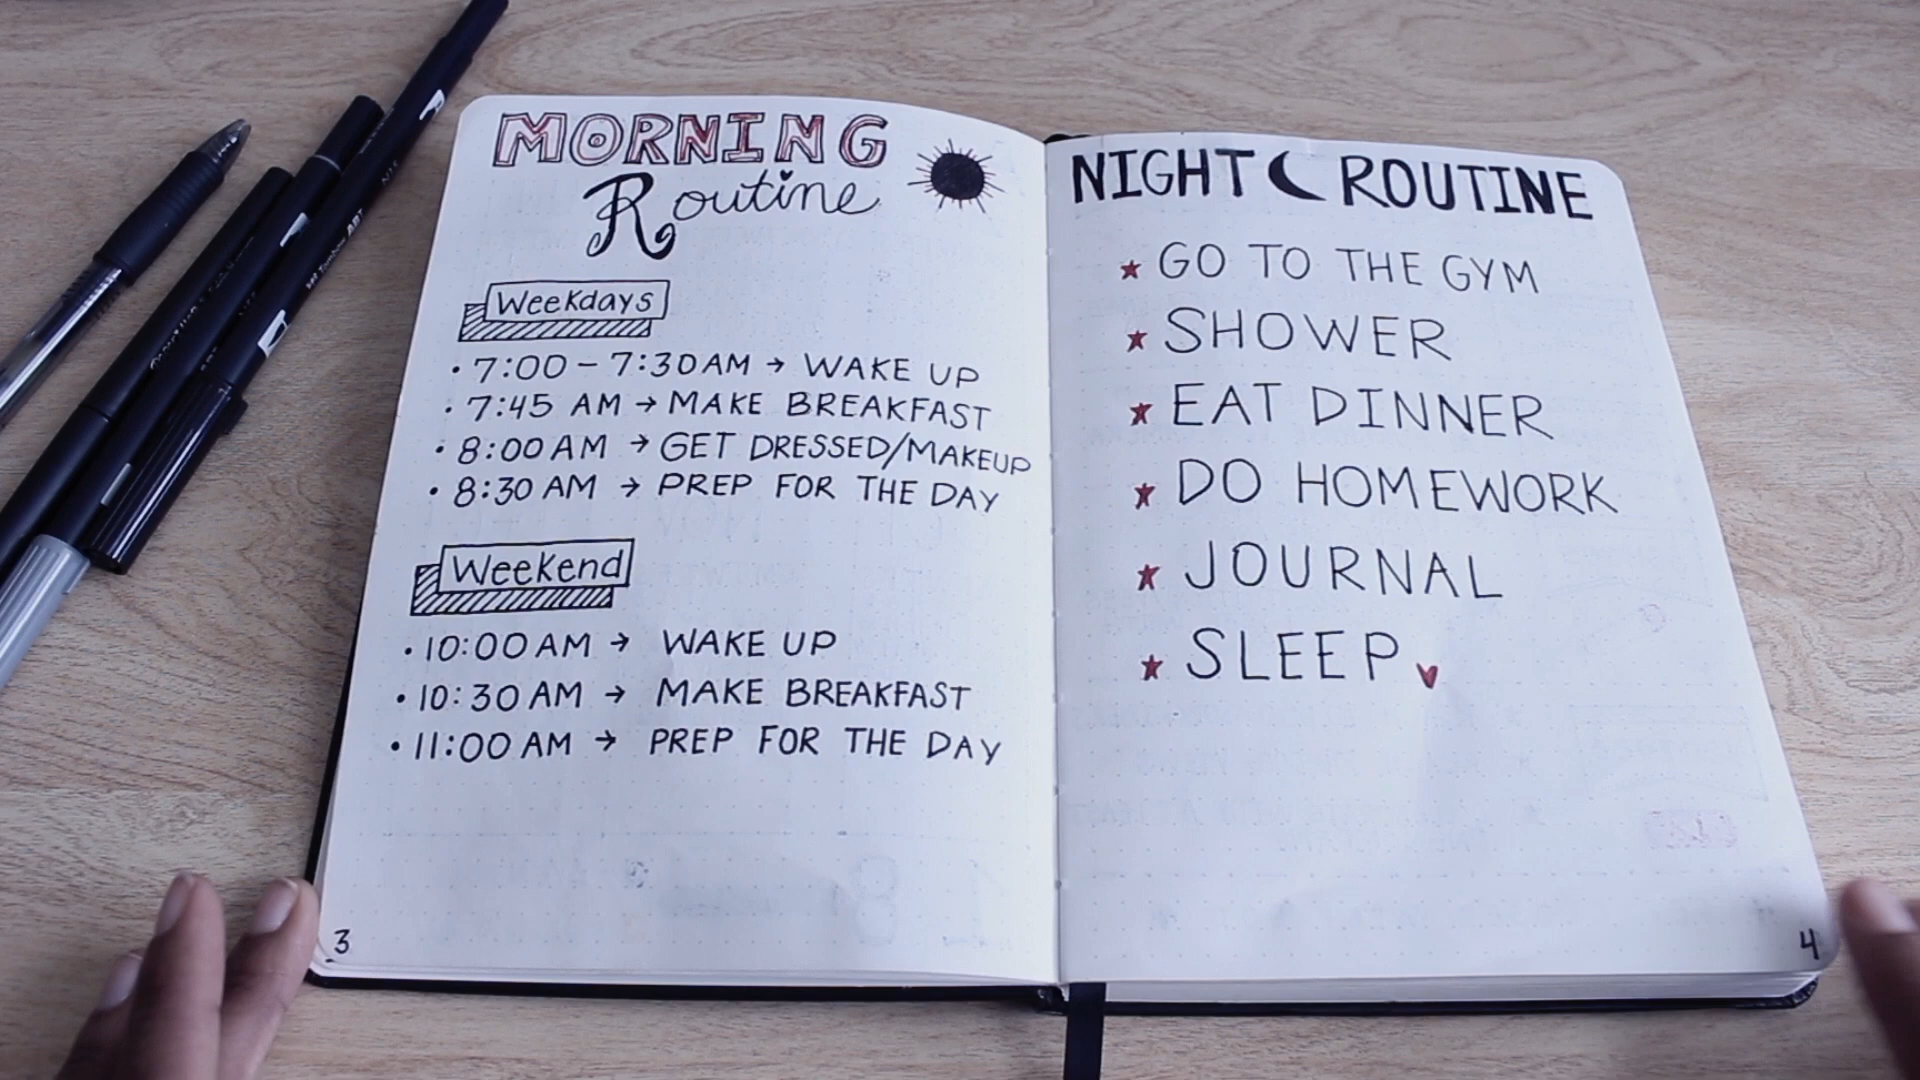 MORNING
Routine
Weekdays
• 7:00 – 7:30 AM → WAKE UP
• 7:45 AM → MAKE BREAKFAST
• 8:00 AM → GET DRESSED/MAKEUP
• 8:30 AM → PREP FOR THE DAY
Weekend
• 10:00 AM → WAKE UP
• 10:30 AM → MAKE BREAKFAST
• 11:00 AM → PREP FOR THE DAY
3
NIGHT ROUTINE
★ GO TO THE GYM
★ SHOWER
★ EAT DINNER
★ DO HOMEWORK
★ JOURNAL
★ SLEEP ♥
4